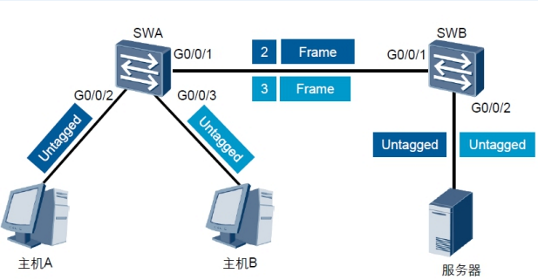 SWA
SWB
G0/0/1
2 Frame
G0/0/1
3 Frame
G0/0/2
G0/0/3
G0/0/2
Untagged
Untagged
Untagged
Untagged
主机A
主机B
服务器